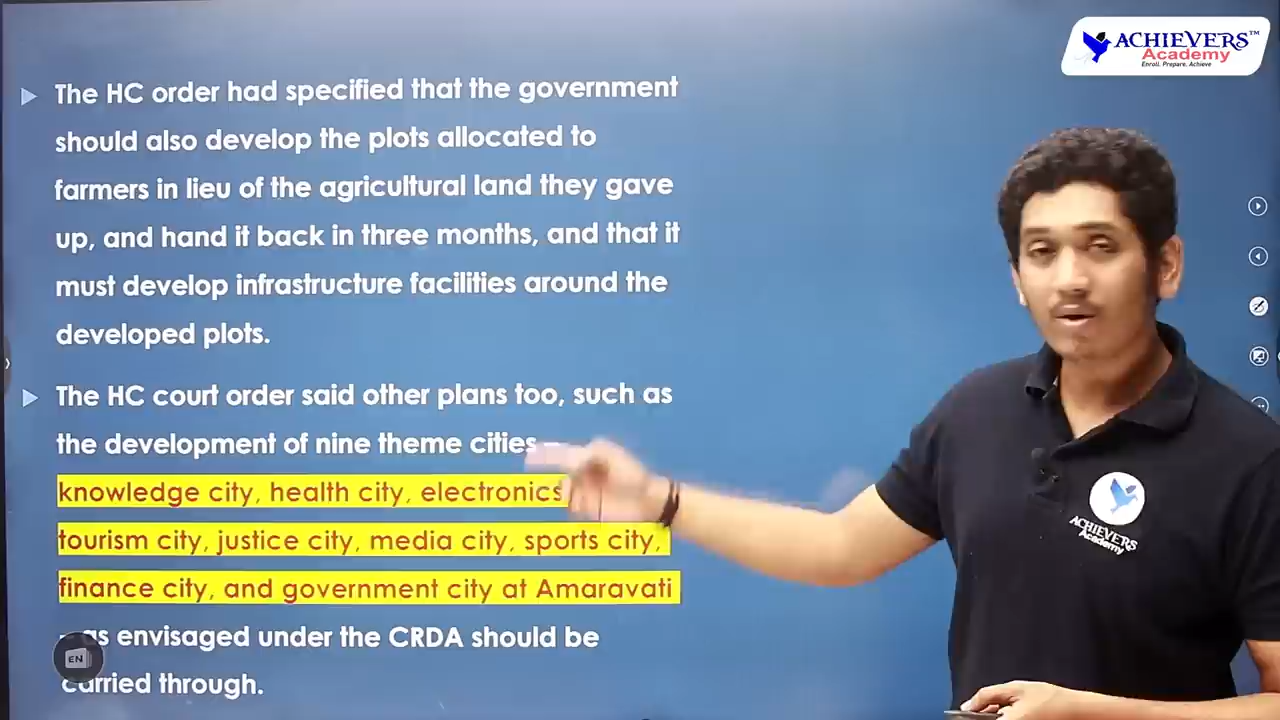 ACHIEVERS™
Academy
Enroll. Prepare. Achieve
The HC order had specified that the government
should also develop the plots allocated to
farmers in lieu of the agricultural land they gave
up, and hand it back in three months, and that it
must develop infrastructure facilities around the
developed plots.
The HC court order said other plans too, such as
the development of nine theme cities –
knowledge city, health city, electronics
tourism city, justice city, media city, sports city,
finance city, and government city at Amaravati
– as envisaged under the CRDA should be
carried through.
EN
ACHIEVERS
Academy